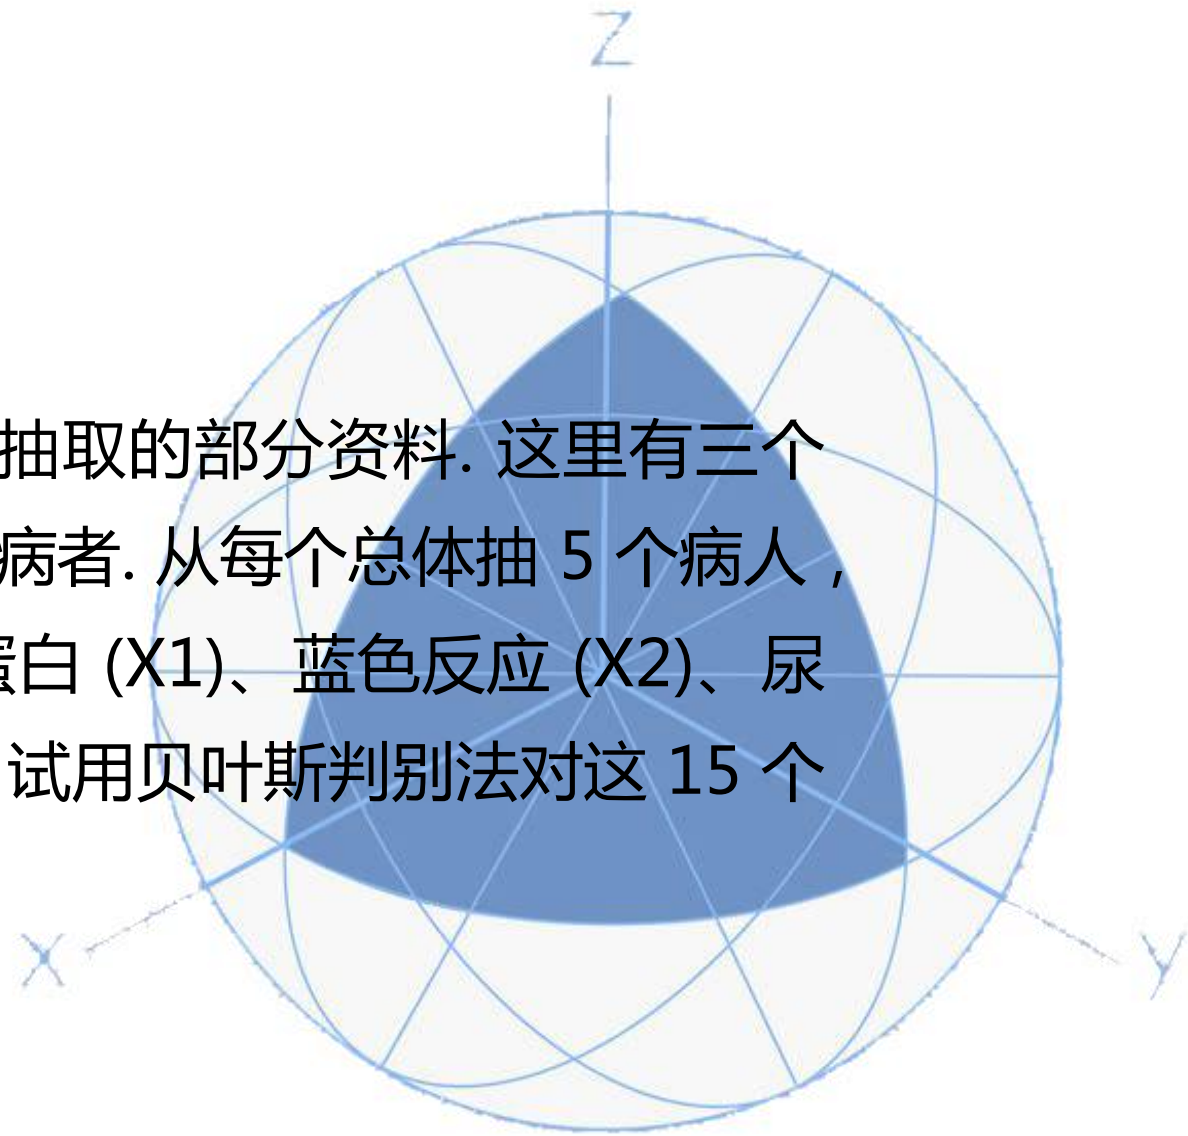 Z
抽取的部分资料. 这里有三个
病者. 从每个总体抽 5 个病人,
蛋白 (X1)、蓝色反应 (X2)、尿
试用贝叶斯判别法对这 15 个
X
y